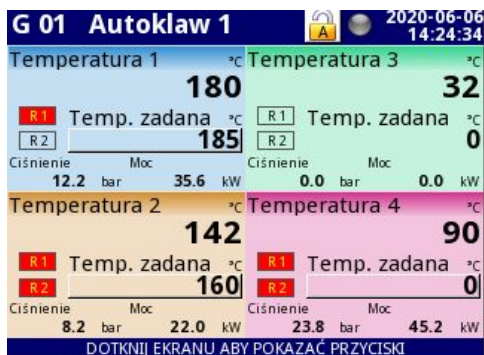 G 01 Autoklaw 1 A 2020-06-06
14:24:34
Temperatura 1 °C
180
R1 Temp. zadana °C
R2 185
Ciśnienie Moc
12.2 bar 35.6 kW
Temperatura 3 °C
32
R1 Temp. zadana °C
R2 0
Ciśnienie Moc
0.0 bar 0.0 kW
Temperatura 2 °C
142
R1 Temp. zadana °C
R2 160
Ciśnienie Moc
8.2 bar 22.0 kW
Temperatura 4 °C
90
R1 Temp. zadana °C
R2 0
Ciśnienie Moc
23.8 bar 45.2 kW
DOTKNIJ EKRANU ABY POKAZAĆ PRZYCISKI